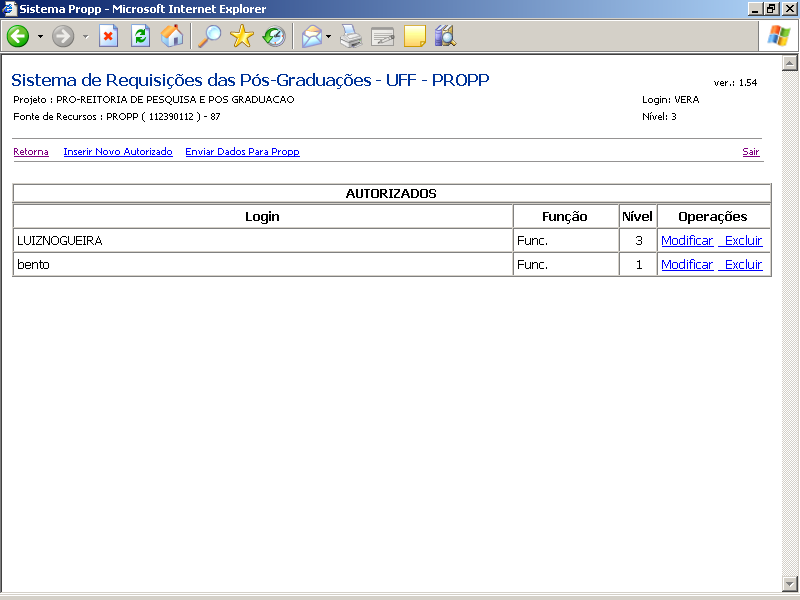 Sistema Propp - Microsoft Internet Explorer
Sistema de Requisições das Pós-Graduações - UFF - PROPP
ver.: 1.54
Projeto : PRO-REITORIA DE PESQUISA E POS GRADUACAO
Login: VERA
Fonte de Recursos : PROPP ( 112390112 ) - 87
Nível: 3
Retorna Inserir Novo Autorizado Enviar Dados Para Propp Sair
AUTORIZADOS
Login Função Nível Operações
LUIZNOGUEIRA Func. 3 Modificar Excluir
bento Func. 1 Modificar Excluir